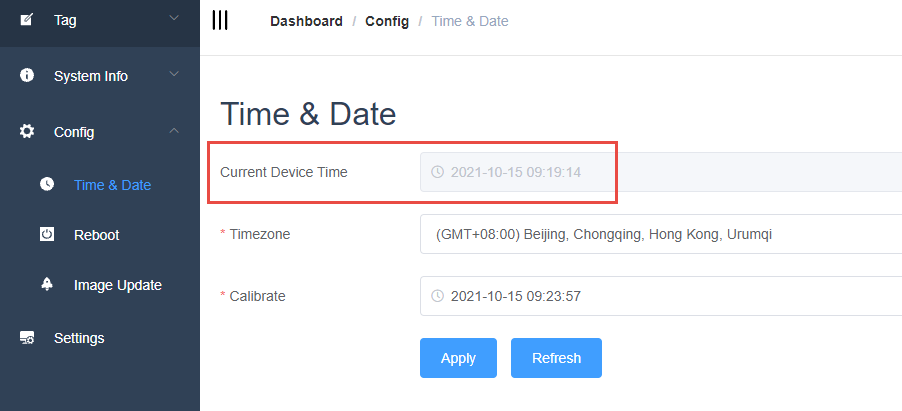 Tag
System Info
Config
Time & Date
Reboot
Image Update
Settings
Dashboard / Config / Time & Date
Time & Date
Current Device Time 2021-10-15 09:19:14
* Timezone (GMT+08:00) Beijing, Chongqing, Hong Kong, Urumqi
* Calibrate 2021-10-15 09:23:57
Apply Refresh